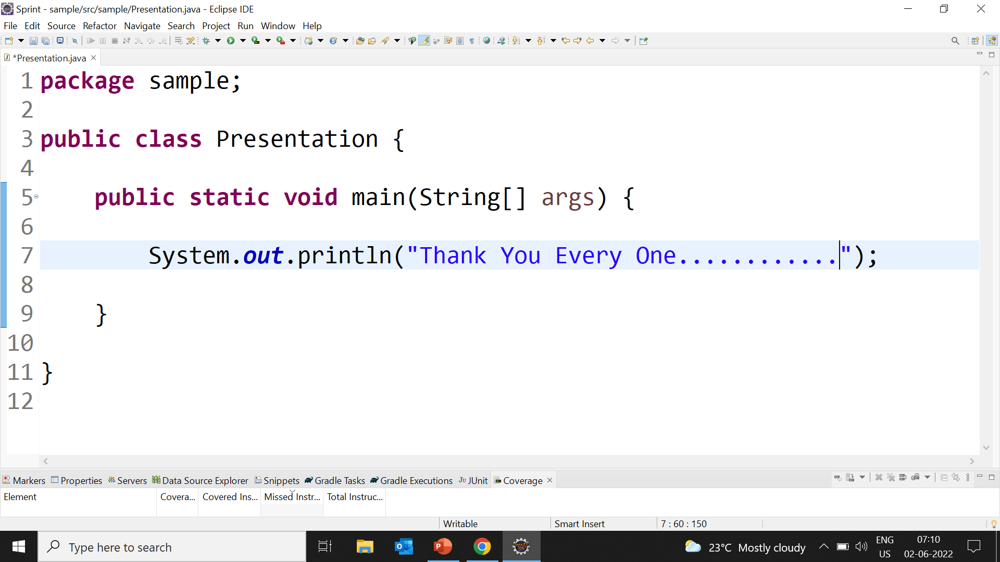 Sprint - sample/src/sample/Presentation.java - Eclipse IDE
File Edit Source Refactor Navigate Search Project Run Window Help
*Presentation.java
1 package sample;
2
3 public class Presentation {
4
5 public static void main(String[] args) {
6
7 System.out.println("Thank You Every One............");
8
9 }
10
11 }
12
Markers Properties Servers Data Source Explorer Snippets Gradle Tasks Gradle Executions JUnit Coverage
Element Covera... Covered Ins... Missed Instr... Total Instruc...
Writable Smart Insert 7 : 60 : 150
Type here to search 23°C Mostly cloudy ENG US 07:10 02-06-2022